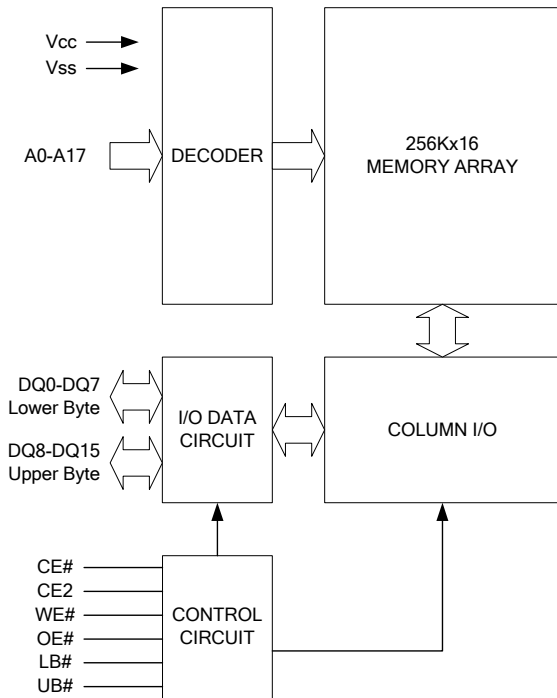 Vcc
Vss
A0-A17
DECODER
256Kx16
MEMORY ARRAY
DQ0-DQ7
Lower Byte
DQ8-DQ15
Upper Byte
I/O DATA
CIRCUIT
COLUMN I/O
CE#
CE2
WE#
OE#
LB#
UB#
CONTROL
CIRCUIT